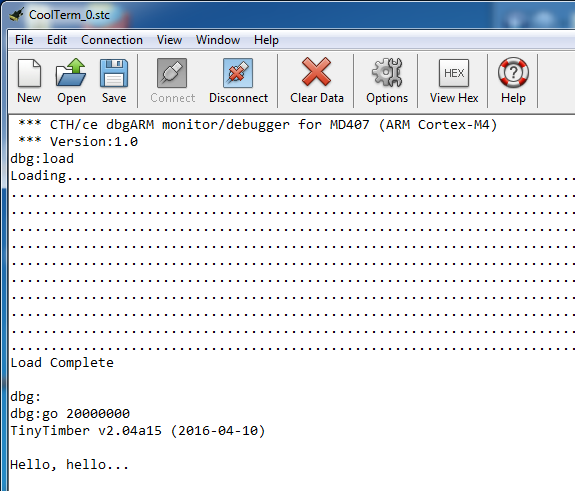 CoolTerm_0.stc
File Edit Connection View Window Help
New Open Save Connect Disconnect Clear Data Options HEX View Hex Help
*** CTH/ce dbgARM monitor/debugger for MD407 (ARM Cortex-M4)
*** Version:1.0
dbg:load
Loading..............................................................
.....................................................................
.....................................................................
.....................................................................
.....................................................................
.....................................................................
.....................................................................
.....................................................................
.....................................................................
.....................................................................
.....................................................................
Load Complete
dbg:
dbg:go 20000000
TinyTimber v2.04a15 (2016-04-10)
Hello, hello...